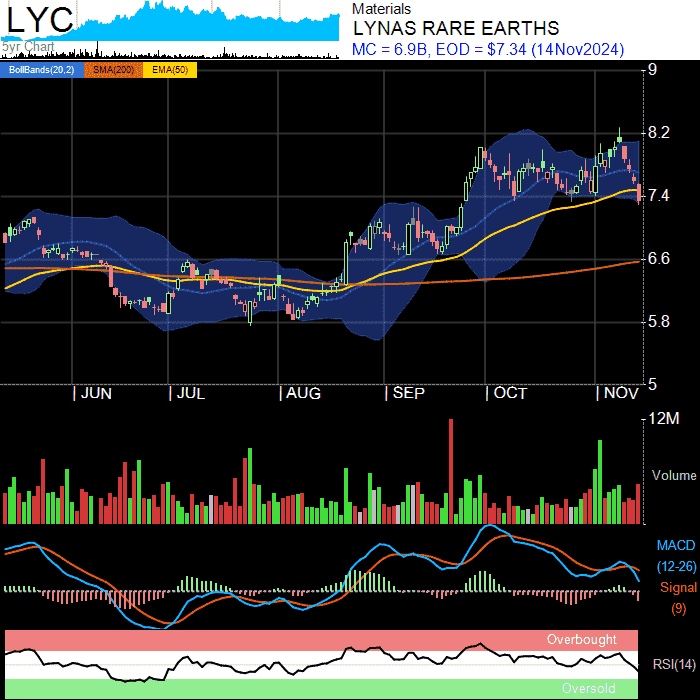 LYC
5yr Chart
Materials
LYNAS RARE EARTHS
MC = 6.9B, EOD = $7.34 (14Nov2024)
BollBands(20,2) SMA(200) EMA(50)
9
8.2
7.4
6.6
5.8
5
JUN JUL AUG SEP OCT NOV
12M
Volume
MACD
(12-26)
Signal
(9)
Overbought
RSI(14)
Oversold